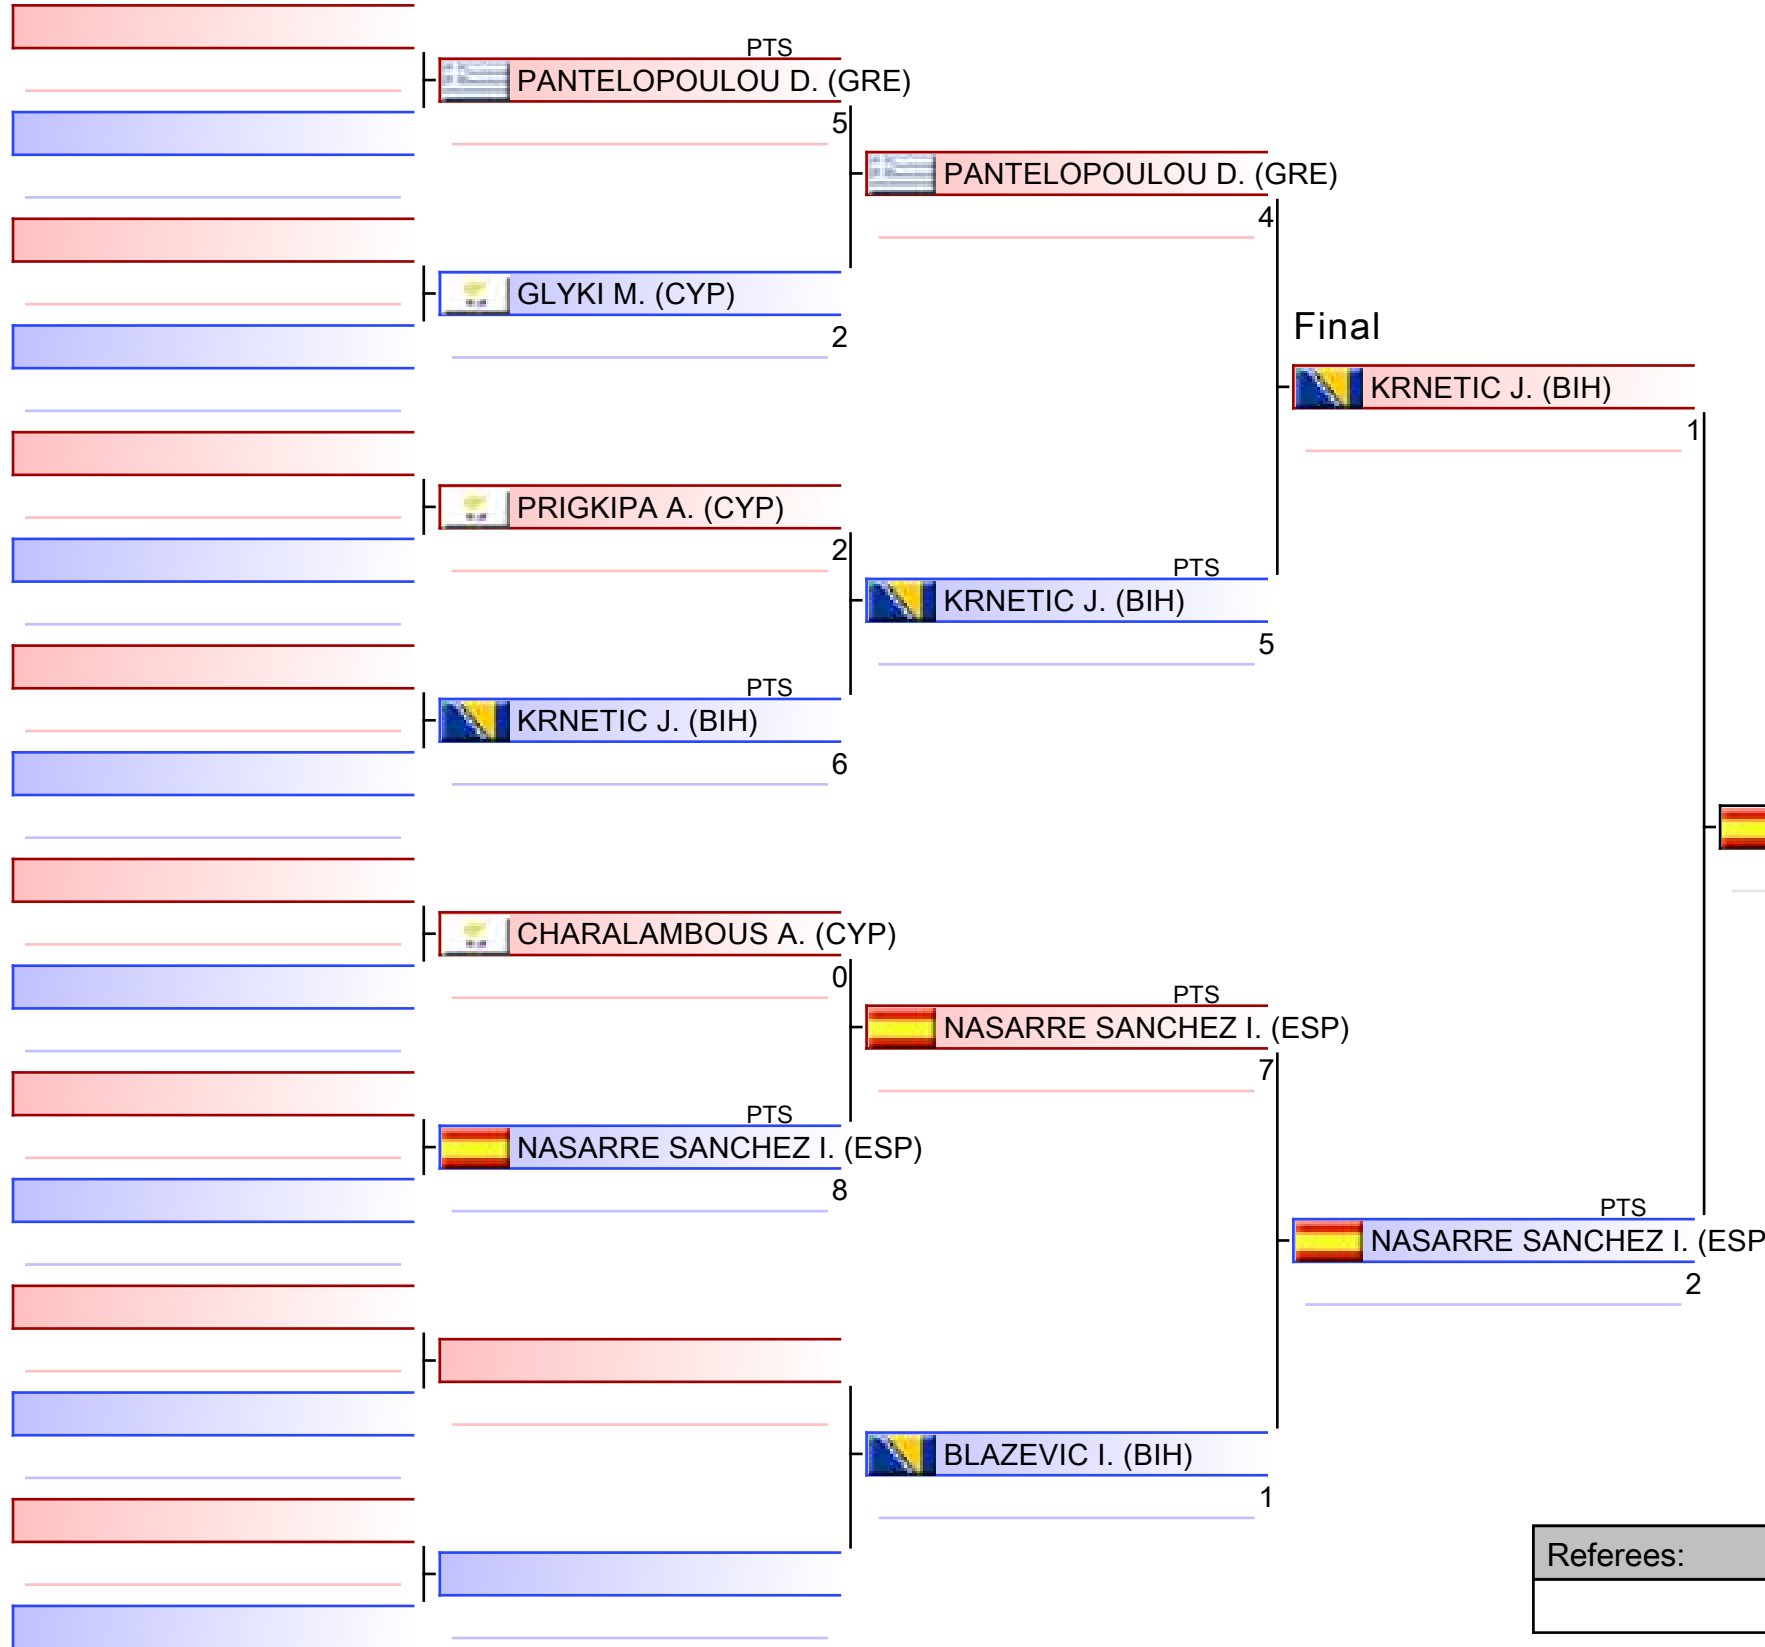 PTS
PANTELOPOULOU D. (GRE)
5
PANTELOPOULOU D. (GRE)
4
GLYKI M. (CYP)
2
Final
KRNETIC J. (BIH)
1
PRIGKIPA A. (CYP)
2
PTS
KRNETIC J. (BIH)
5
PTS
KRNETIC J. (BIH)
6
CHARALAMBOUS A. (CYP)
0
PTS
NASARRE SANCHEZ I. (ESP)
7
PTS
NASARRE SANCHEZ I. (ESP)
8
PTS
NASARRE SANCHEZ I. (ESP
2
BLAZEVIC I. (BIH)
1
Referees: